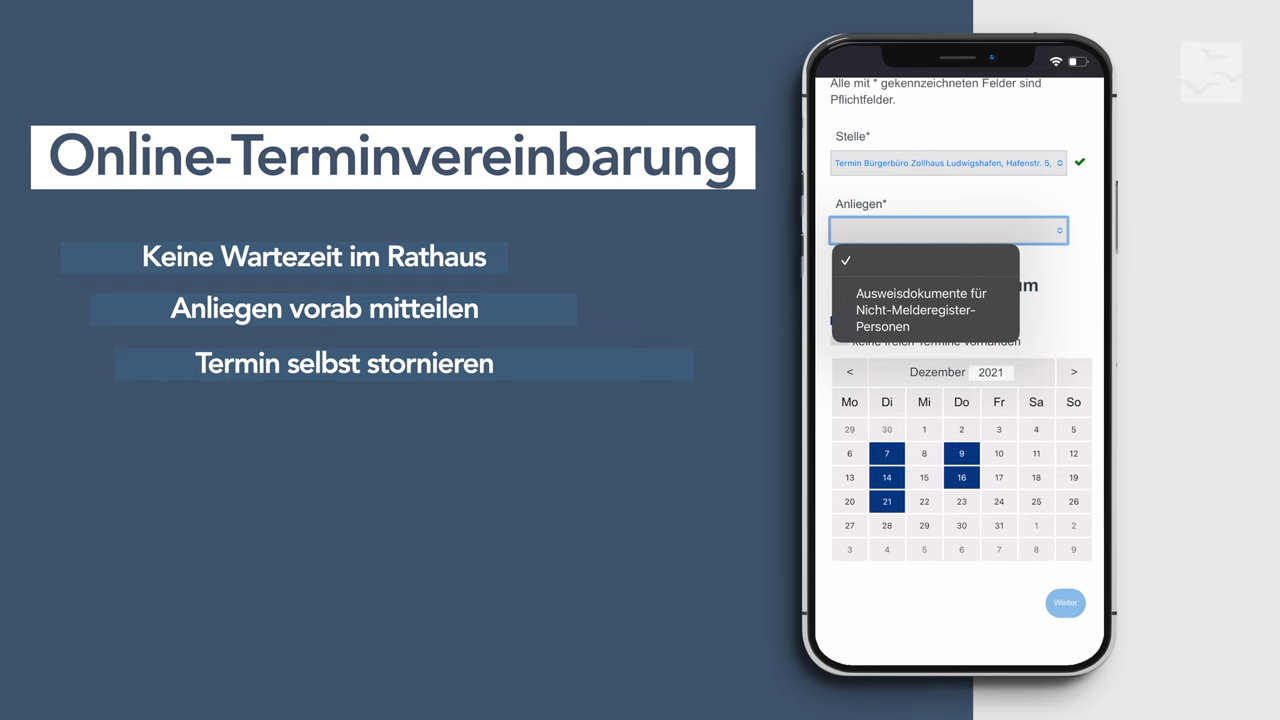 Online-Terminvereinbarung
Keine Wartezeit im Rathaus
Anliegen vorab mitteilen
Termin selbst stornieren
Alle mit * gekennzeichneten Felder sind
Pflichtfelder.
Stelle*
Termin Bürgerbüro Zollhaus Ludwigshafen, Hafenstr. 5,
Anliegen*
Ausweisdokumente für
Nicht-Melderegister-
Personen
keine freien Termine vorhanden
< Dezember 2021 >
Mo Di Mi Do Fr Sa So
29 30 1 2 3 4 5
6 7 8 9 10 11 12
13 14 15 16 17 18 19
20 21 22 23 24 25 26
27 28 29 30 31 1 2
3 4 5 6 7 8 9
Weiter